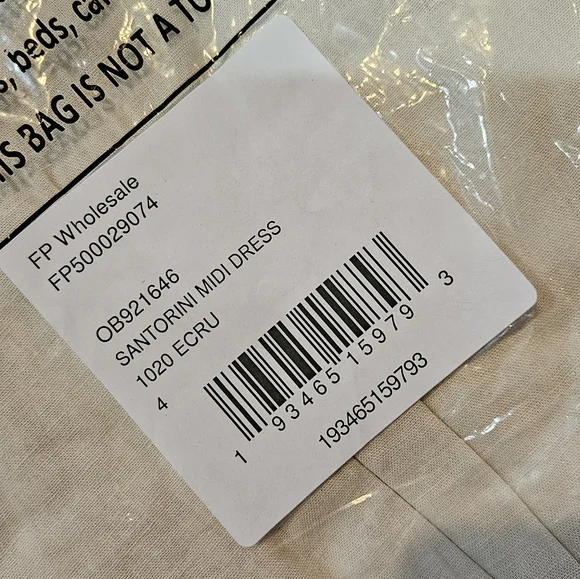 beds, car
IS BAG IS NOT A TO
FP Wholesale
FP500029074
OB921646
SANTORINI MIDI DRESS
1020 ECRU
4
1 93465 15979 3
193465159793